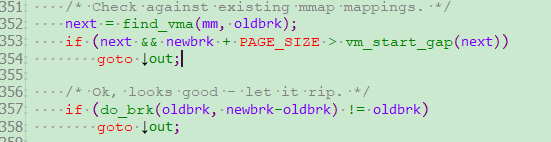 351 /* Check against existing mmap mappings. */
352 next = find_vma(mm, oldbrk);
353 if (next && newbrk + PAGE_SIZE > vm_start_gap(next))
354 goto ↓out;
355
356 /* Ok, looks good - let it rip. */
357 if (do_brk(oldbrk, newbrk-oldbrk) != oldbrk)
358 goto ↓out;